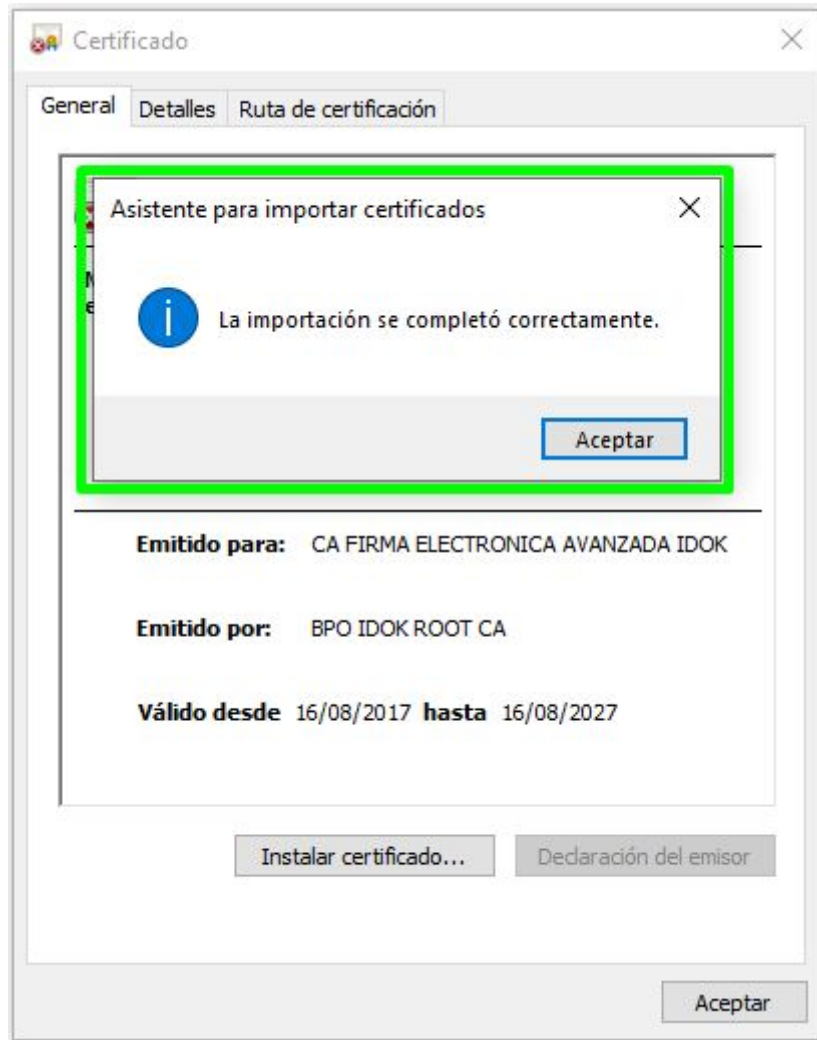 Certificado
General Detalles Ruta de certificación
Asistente para importar certificados
La importación se completó correctamente.
Aceptar
Emitido para: CA FIRMA ELECTRONICA AVANZADA IDOK
Emitido por: BPO IDOK ROOT CA
Válido desde 16/08/2017 hasta 16/08/2027
Instalar certificado... Declaración del emisor
Aceptar